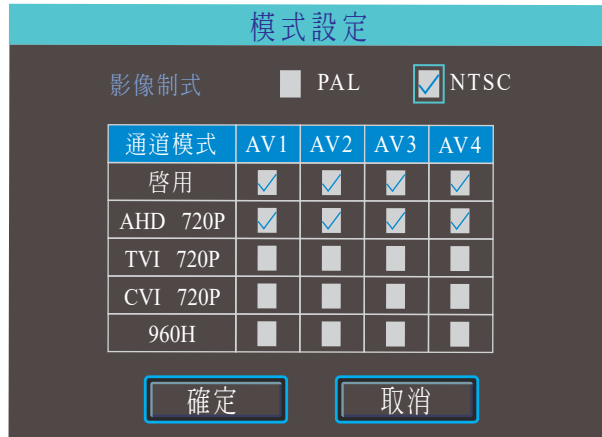 模式設定
影像制式 PAL NTSC
通道模式 AV1 AV2 AV3 AV4
啓用
AHD 720P
TVI 720P
CVI 720P
960H
確定 取消